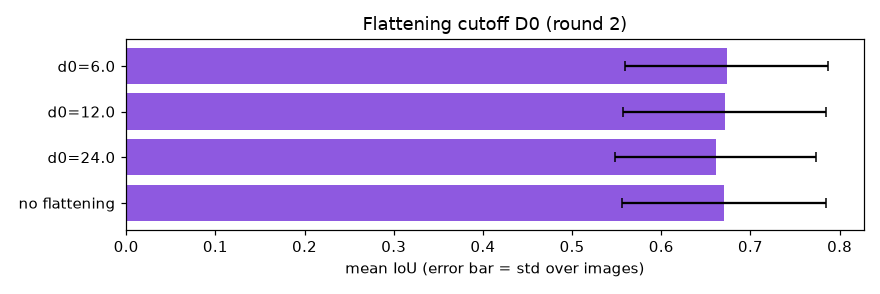 Flattening cutoff D0 (round 2)
d0=6.0
d0=12.0
d0=24.0
no flattening
0.0 0.1 0.2 0.3 0.4 0.5 0.6 0.7 0.8
mean IoU (error bar = std over images)